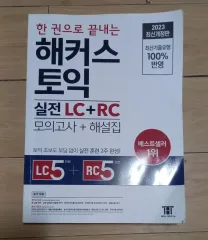 한 권으로 끝내는
해커스
토익
실전 LC+RC
모의고사 + 해설집
2023
최신개정판
최신기출유형
100%
반영
베스트셀러
1위
LC 5
+
RC 5